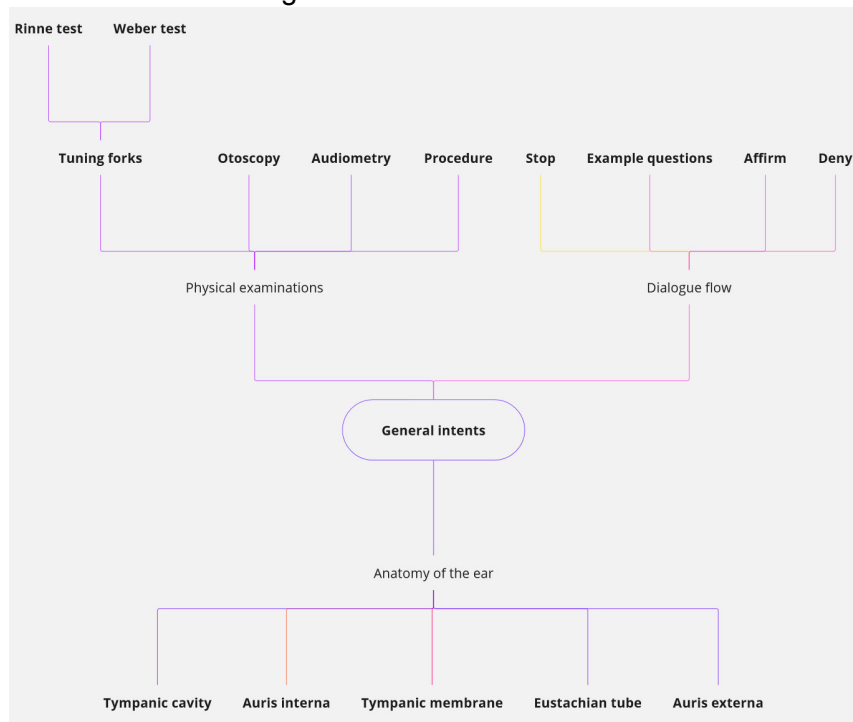 Rinne test Weber test
Tuning forks Otoscopy Audiometry Procedure Stop Example questions Affirm Deny
Physical examinations Dialogue flow
General intents
Anatomy of the ear
Tympanic cavity Auris interna Tympanic membrane Eustachian tube Auris externa